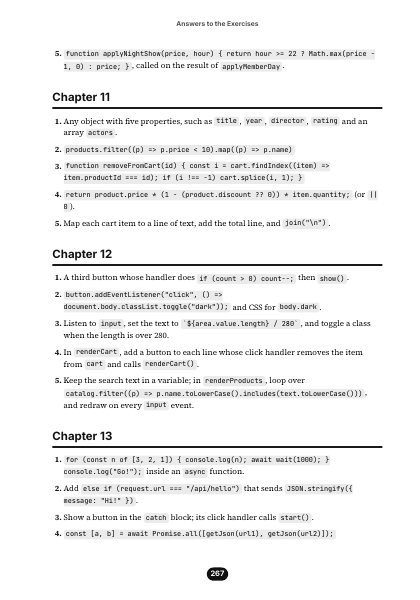 Answers to the Exercises
5. function applyNightShow(price, hour) { return hour >= 22 ? Math.max(price -
1, 0) : price; }, called on the result of applyMemberDay.
Chapter 11
1. Any object with five properties, such as title, year, director, rating and an
array actors.
2. products.filter((p) => p.price < 10).map((p) => p.name)
3. function removeFromCart(id) { const i = cart.findIndex((item) =>
item.productId === id); if (i !== -1) cart.splice(i, 1); }
4. return product.price * (1 - (product.discount ?? 0)) * item.quantity; (or ||
0).
5. Map each cart item to a line of text, add the total line, and join("\n").
Chapter 12
1. A third button whose handler does if (count > 0) count--; then show().
2. button.addEventListener("click", () =>
document.body.classList.toggle("dark")); and CSS for body.dark.
3. Listen to input, set the text to `${area.value.length} / 280`, and toggle a class
when the length is over 280.
4. In renderCart, add a button to each line whose click handler removes the item
from cart and calls renderCart().
5. Keep the search text in a variable; in renderProducts, loop over
catalog.filter((p) => p.name.toLowerCase().includes(text.toLowerCase())),
and redraw on every input event.
Chapter 13
1. for (const n of [3, 2, 1]) { console.log(n); await wait(1000); }
console.log("Go!"); inside an async function.
2. Add else if (request.url === "/api/hello") that sends JSON.stringify({
message: "Hi!" }).
3. Show a button in the catch block; its click handler calls start().
4. const [a, b] = await Promise.all([getJson(url1), getJson(url2)]);
267